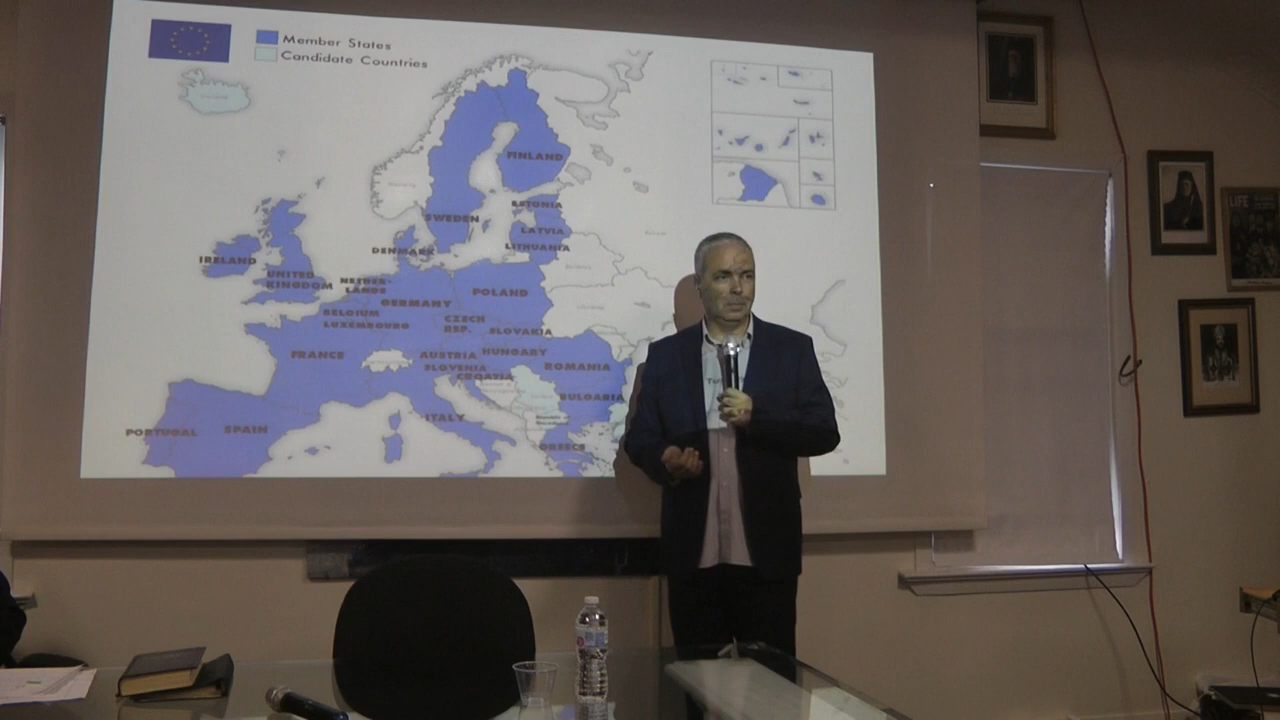 Member States
Candidate Countries
FINLAND
ESTONIA
SWEDEN
LATVIA
LITHUANIA
DENMARK
IRELAND
UNITED
KINGDOM
NETHER-
LANDS
GERMANY
POLAND
BELGIUM
LUXEMBOURG
CZECH
REP.
SLOVAKIA
FRANCE
AUSTRIA
HUNGARY
SLOVENIA
ROMANIA
CROATIA
BULGARIA
ITALY
PORTUGAL
SPAIN
GREECE
LIFE